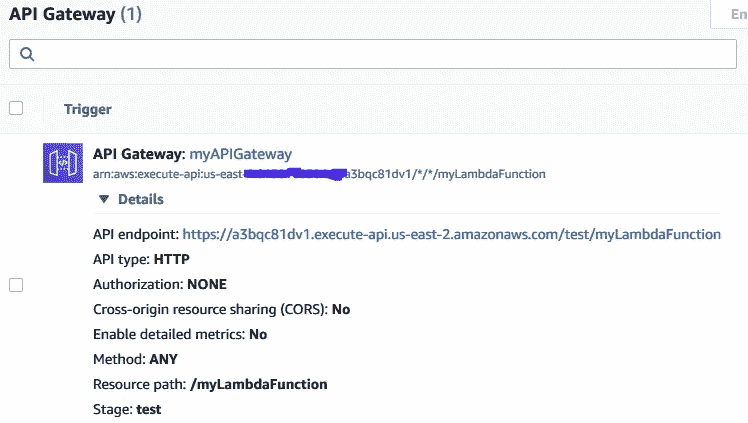 API Gateway (1)
En
Trigger
API Gateway: myAPIGateway
arn:aws:execute-api:us-east- a3bqc81dv1/*/*/myLambdaFunction
▼ Details
API endpoint: https://a3bqc81dv1.execute-api.us-east-2.amazonaws.com/test/myLambdaFunction
API type: HTTP
Authorization: NONE
Cross-origin resource sharing (CORS): No
Enable detailed metrics: No
Method: ANY
Resource path: /myLambdaFunction
Stage: test